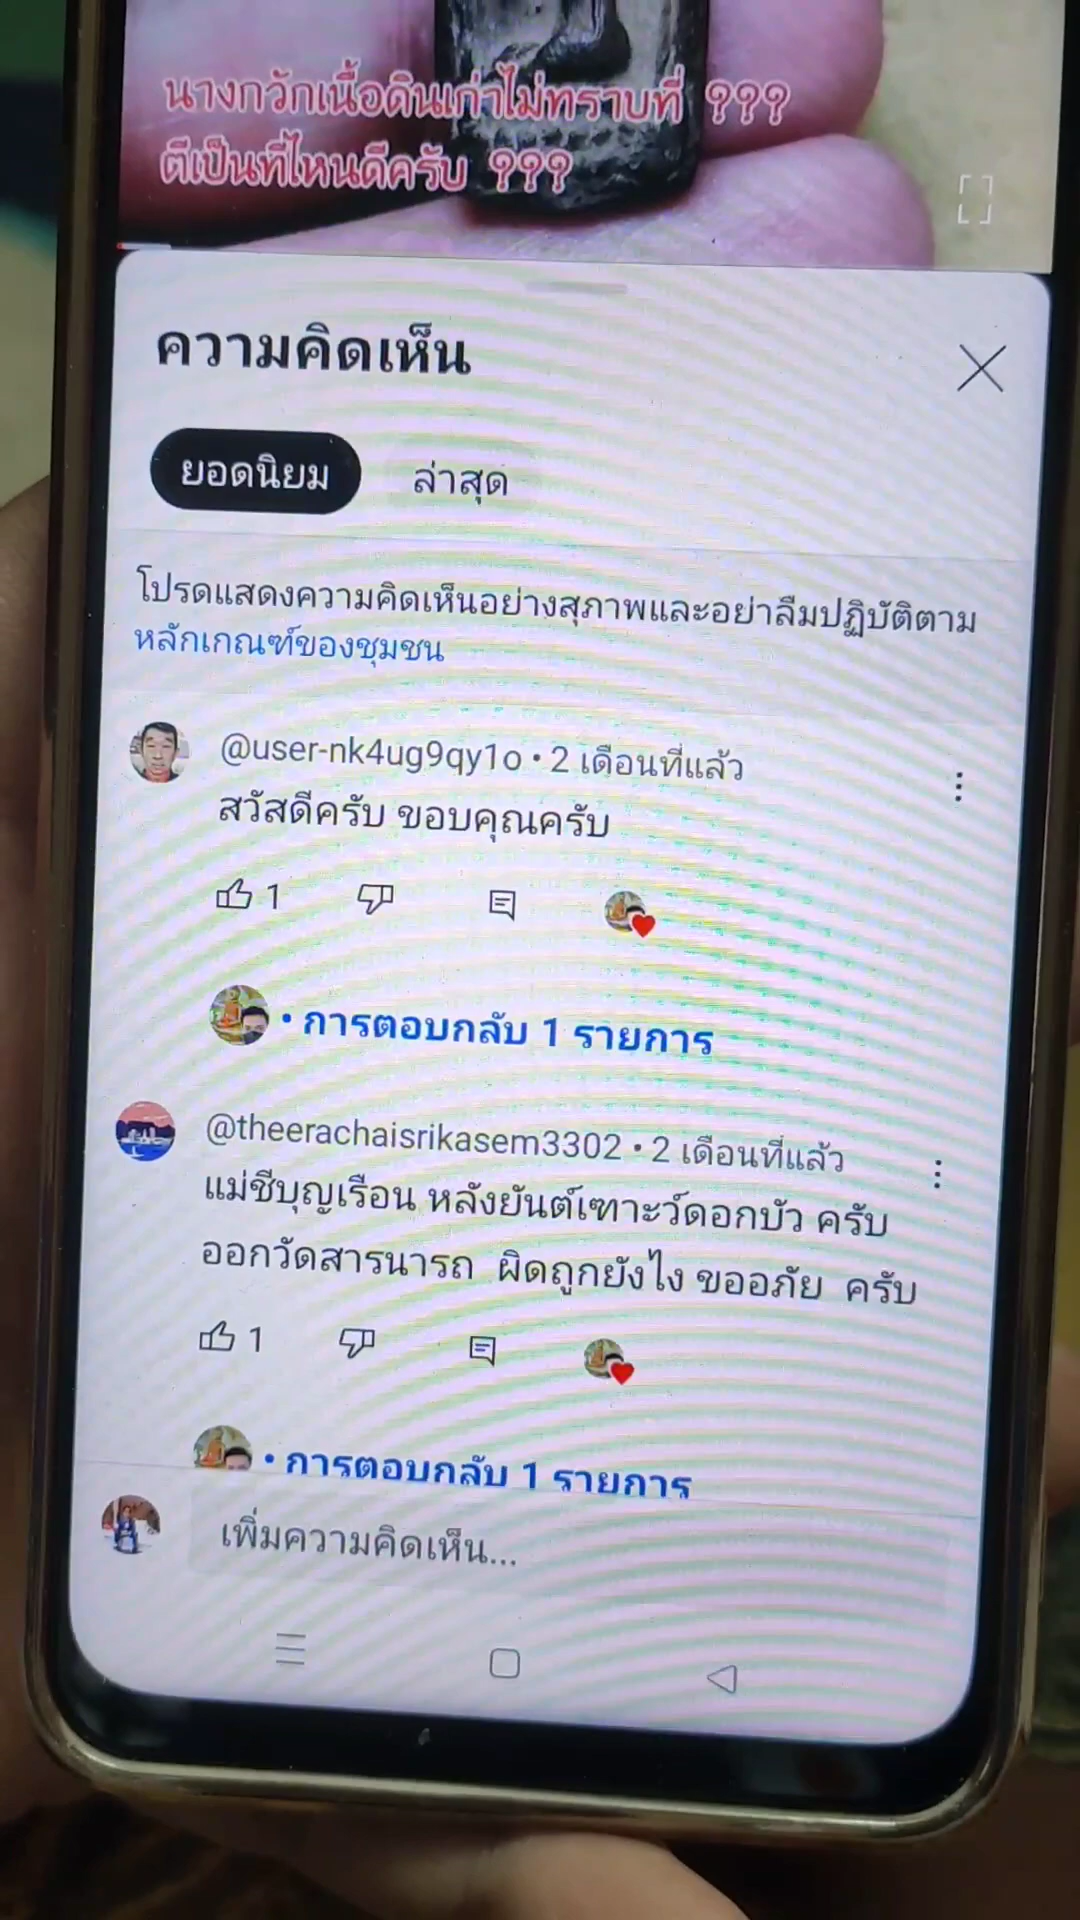 นางกวักเนื้อดินเก่าไม่ทราบที่ ???
ตีเป็นที่ไหนดีครับ ???
ความคิดเห็น
ยอดนิยม
ล่าสุด
โปรดแสดงความคิดเห็นอย่างสุภาพและอย่าลืมปฏิบัติตาม
หลักเกณฑ์ของชุมชน
@user-nk4ug9qy1o • 2 เดือนที่แล้ว
สวัสดีครับ ขอบคุณครับ
1
• การตอบกลับ 1 รายการ
@theerachaisrikasem3302 • 2 เดือนที่แล้ว
แม่ชีบุญเรือน หลังยันต์เฑาะว์ดอกบัว ครับ
ออกวัดสารนารถ ผิดถูกยังไง ขออภัย ครับ
1
• การตอบกลับ 1 รายการ
เพิ่มความคิดเห็น...